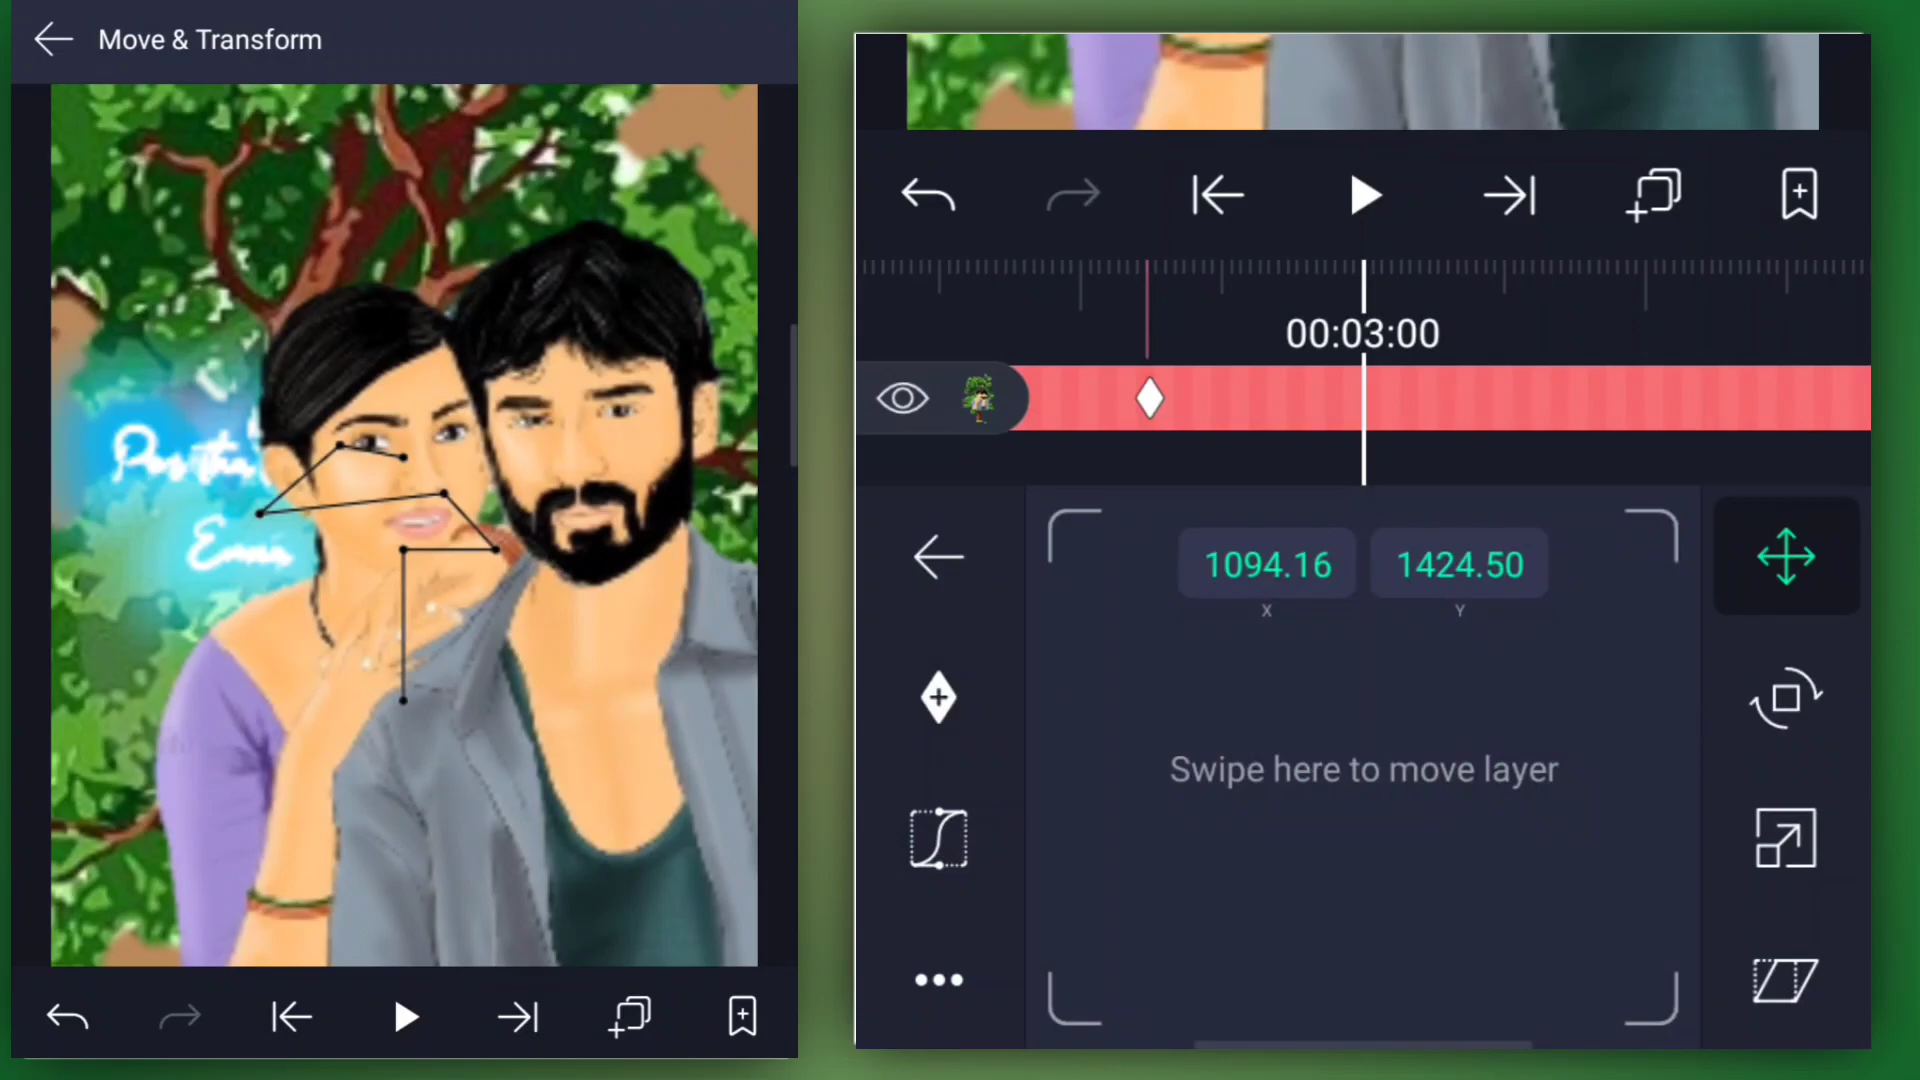 Move & Transform
00:03:00
1094.16 1424.50
X Y
Swipe here to move layer